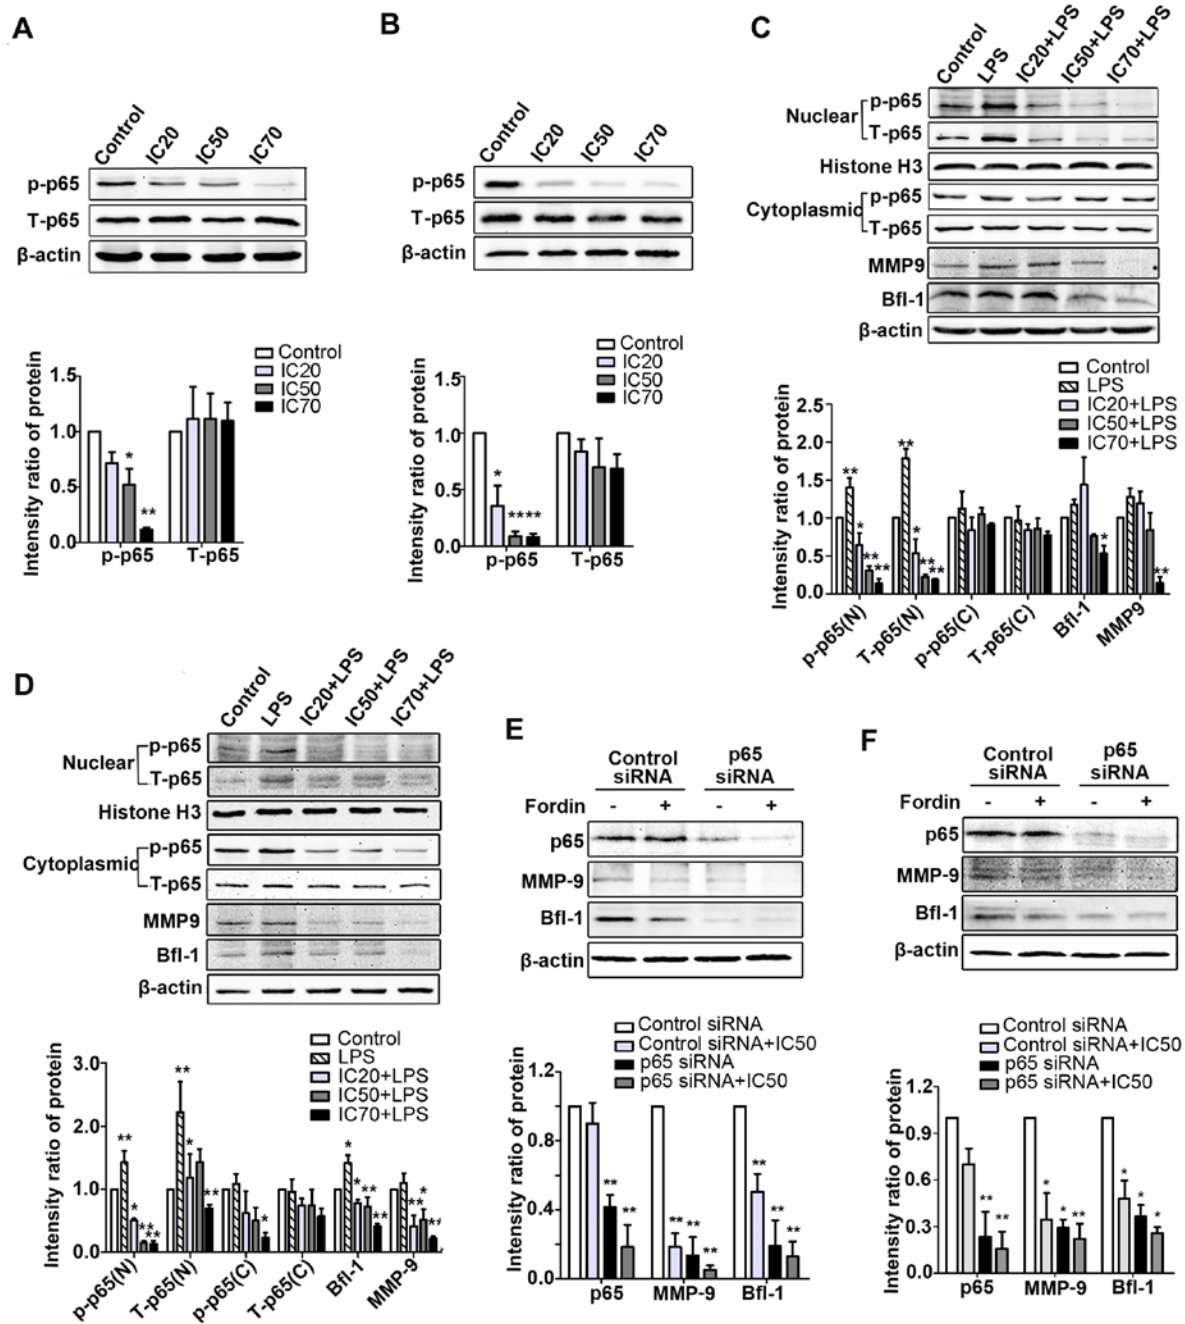 A
Control
IC20
IC50
IC70
p-p65
T-p65
β-actin
Intensity ratio of protein
1.5
1.0
0.5
0.0
Control
IC20
IC50
IC70
*
**
p-p65
T-p65
B
Control
IC20
IC50
IC70
p-p65
T-p65
β-actin
Intensity ratio of protein
1.5
1.0
0.5
0.0
Control
IC20
IC50
IC70
*
****
p-p65
T-p65
C
Control
LPS
IC20+LPS
IC50+LPS
IC70+LPS
Nuclear
p-p65
T-p65
Histone H3
Cytoplasmic
p-p65
T-p65
MMP9
Bfl-1
β-actin
Intensity ratio of protein
2.5
2.0
1.5
1.0
0.5
0.0
Control
LPS
IC20+LPS
IC50+LPS
IC70+LPS
**
*
**
**
**
*
**
**
*
**
p-p65(N)
T-p65(N)
p-p65(C)
T-p65(C)
Bfl-1
MMP9
D
Control
LPS
IC20+LPS
IC50+LPS
IC70+LPS
Nuclear
p-p65
T-p65
Histone H3
Cytoplasmic
p-p65
T-p65
MMP9
Bfl-1
β-actin
Intensity ratio of protein
3.0
2.0
1.0
0.0
Control
LPS
IC20+LPS
IC50+LPS
IC70+LPS
**
*
**
**
**
*
**
*
*
*
**
**
**
*
**
p-p65(N)
T-p65(N)
p-p65(C)
T-p65(C)
Bfl-1
MMP-9
E
Control siRNA
p65 siRNA
Fordin - + - +
p65
MMP-9
Bfl-1
β-actin
Intensity ratio of protein
1.2
0.8
0.4
0.0
Control siRNA
Control siRNA+IC50
p65 siRNA
p65 siRNA+IC50
**
**
**
**
**
**
**
**
p65
MMP-9
Bfl-1
F
Control siRNA
p65 siRNA
Fordin - + - +
p65
MMP-9
Bfl-1
β-actin
Intensity ratio of protein
1.2
0.9
0.6
0.3
0.0
Control siRNA
Control siRNA+IC50
p65 siRNA
p65 siRNA+IC50
**
**
*
*
**
*
*
*
p65
MMP-9
Bfl-1